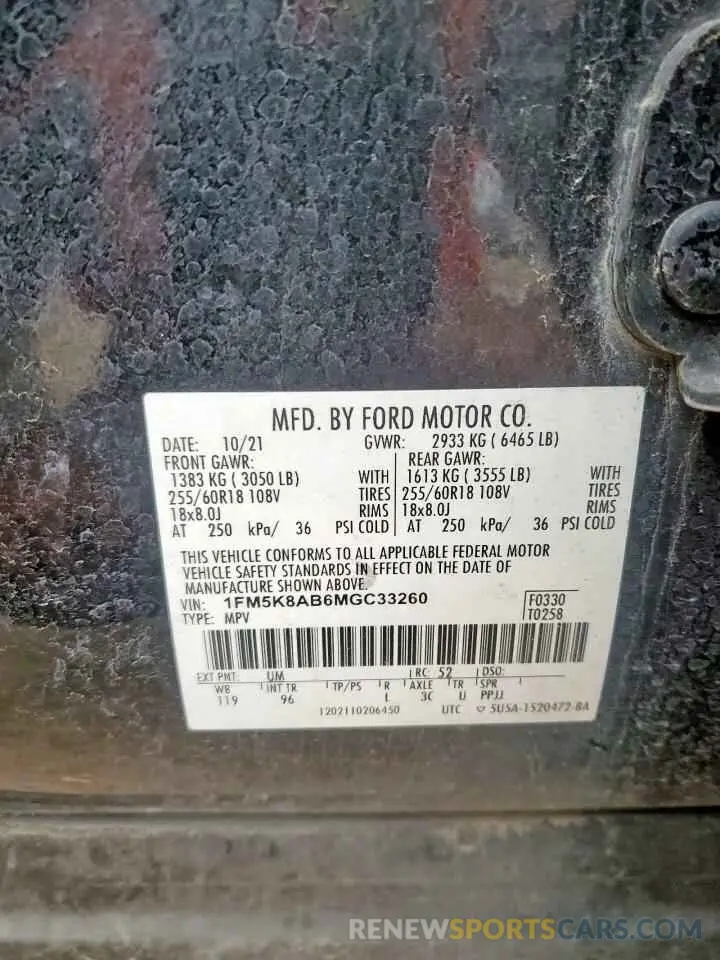 MFD. BY FORD MOTOR CO.
DATE: 10/21 GVWR: 2933 KG ( 6465 LB)
FRONT GAWR: REAR GAWR:
1383 KG ( 3050 LB) WITH 1613 KG ( 3555 LB) WITH
255/60R18 108V TIRES 255/60R18 108V TIRES
18x8.0J RIMS 18x8.0J RIMS
AT 250 kPa/ 36 PSI COLD AT 250 kPa/ 36 PSI COLD
THIS VEHICLE CONFORMS TO ALL APPLICABLE FEDERAL MOTOR
VEHICLE SAFETY STANDARDS IN EFFECT ON THE DATE OF
MANUFACTURE SHOWN ABOVE.
VIN: 1FM5K8AB6MGC33260 F0330
TYPE: MPV T0258
EXT PNT: UM RC: 52 DSO:
WB INT TR TP/PS R AXLE TR SPR
119 96 L 3C U PPJJ
1202110206450 UTC 5USA-1520472-BA
RENEWSPORTSUSA.COM